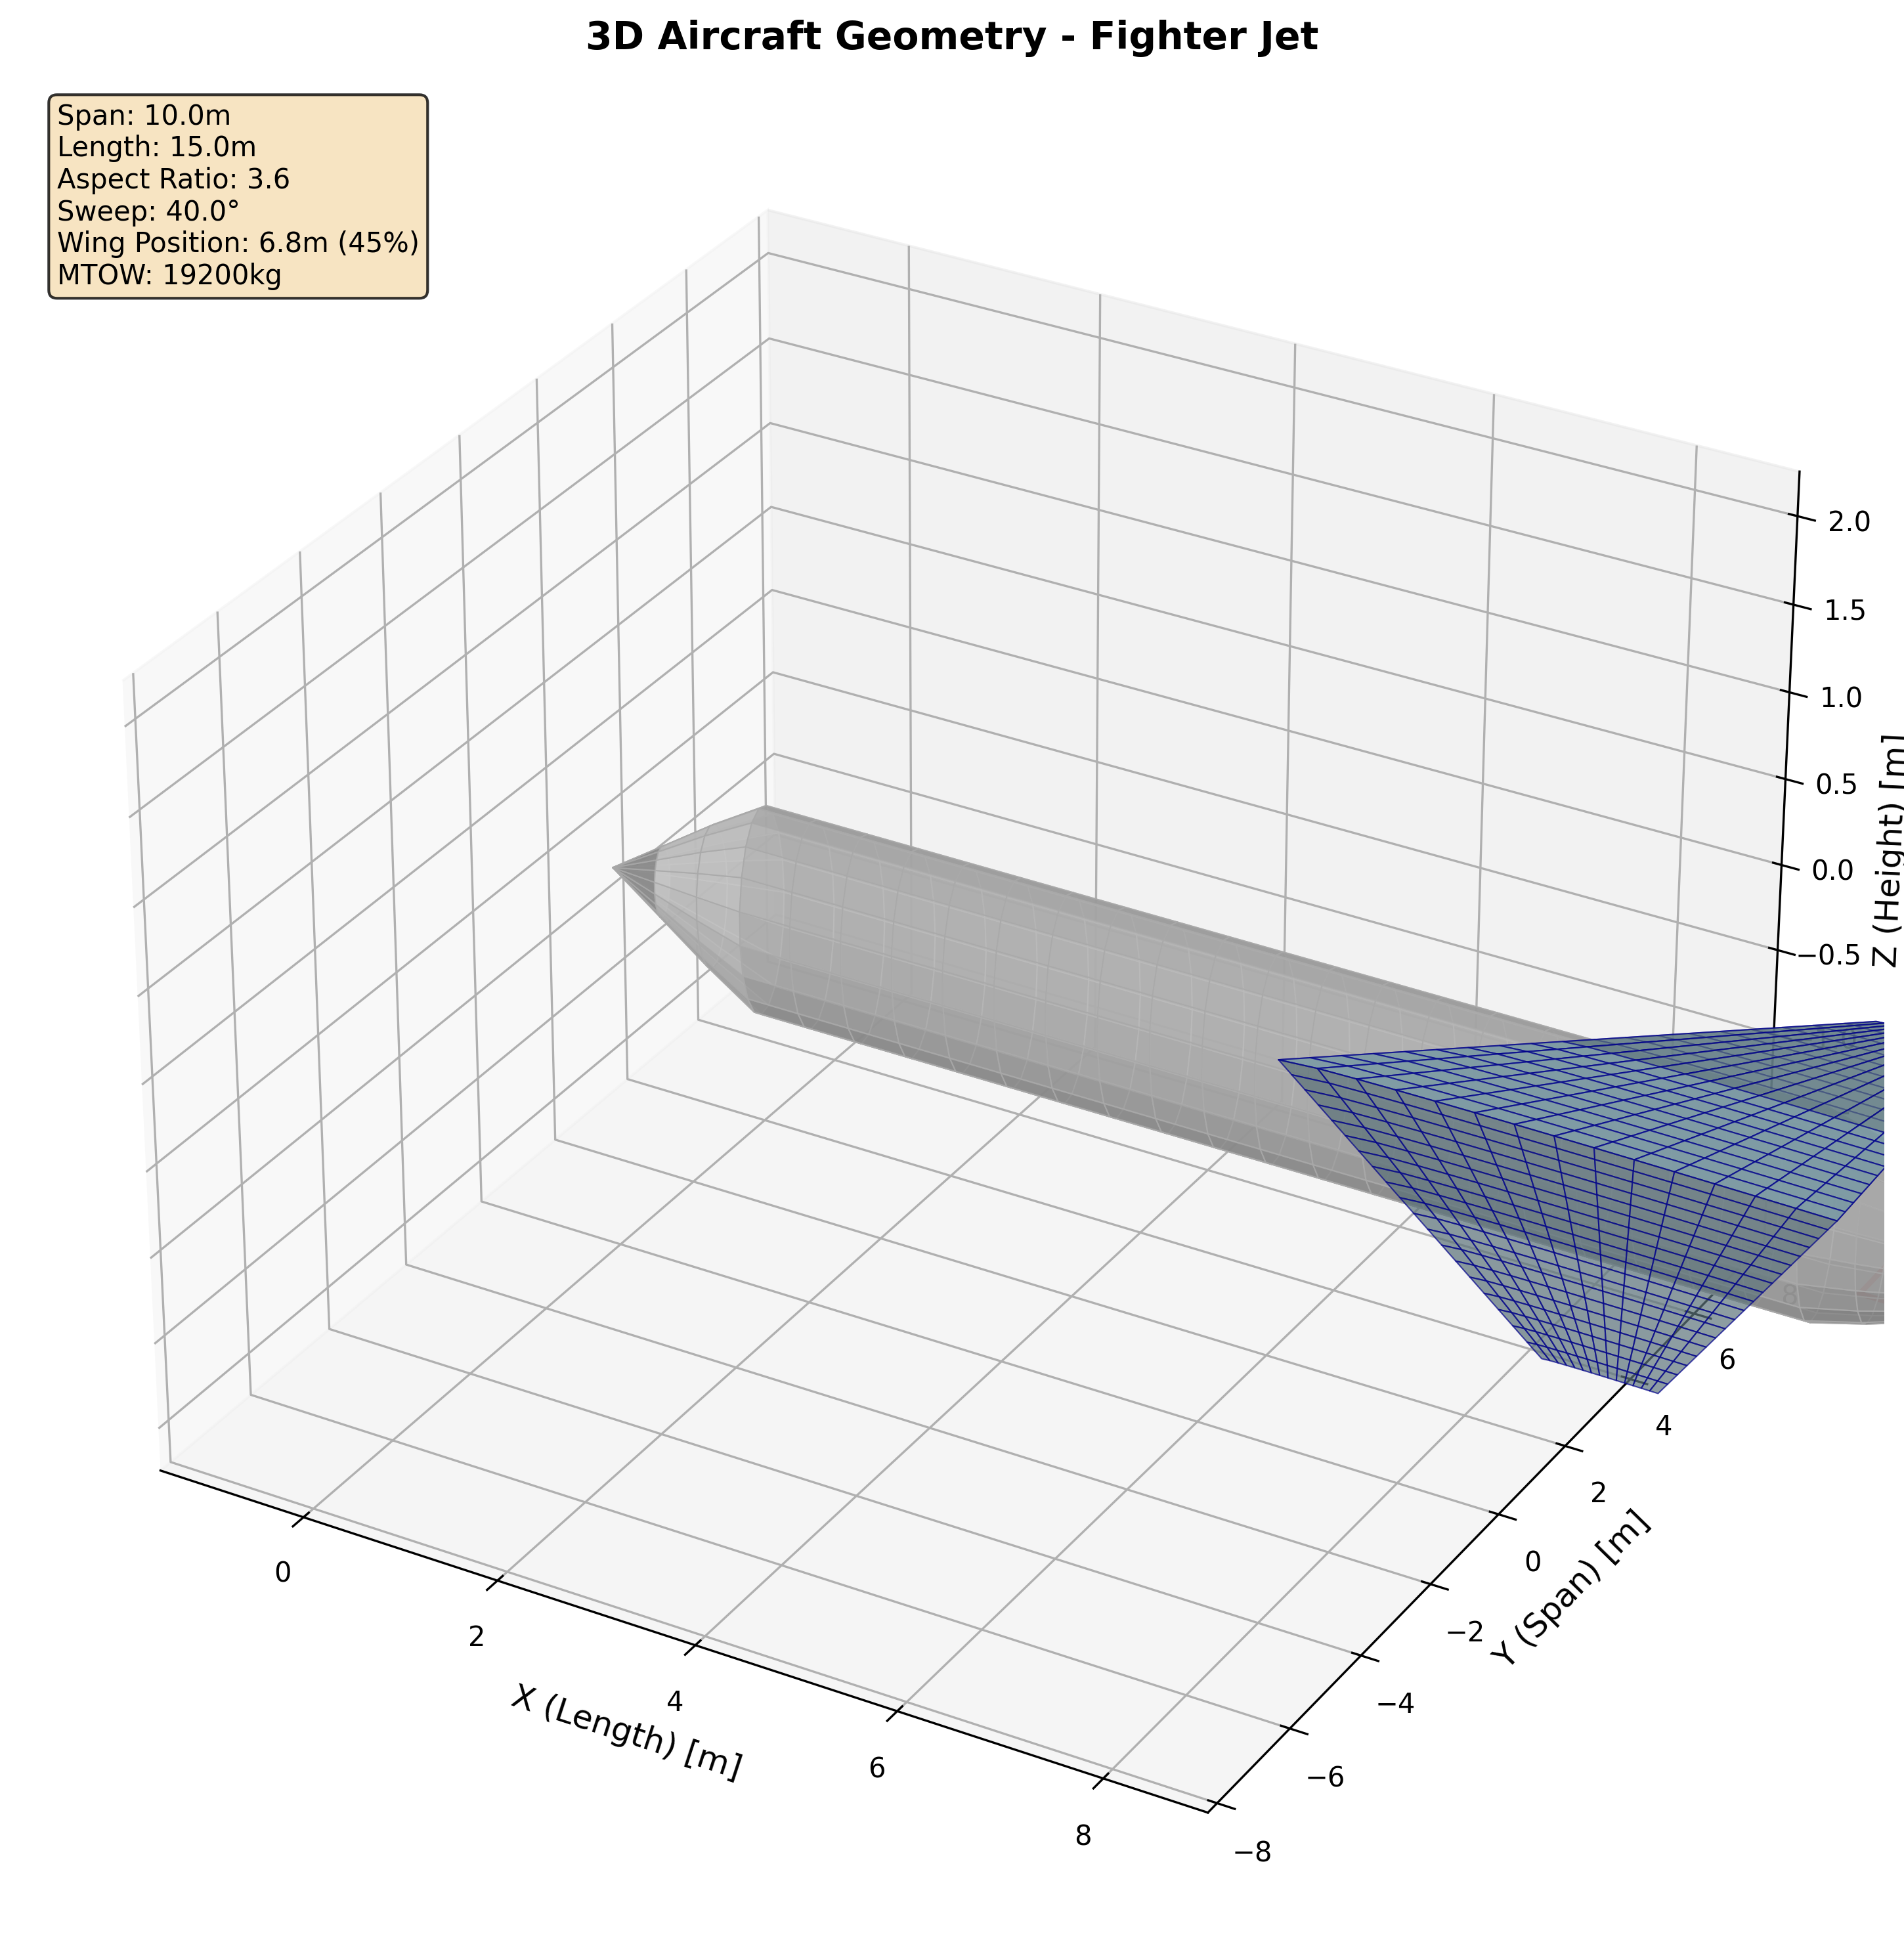 3D Aircraft Geometry - Fighter Jet
Span: 10.0m
Length: 15.0m
Aspect Ratio: 3.6
Sweep: 40.0°
Wing Position: 6.8m (45%)
MTOW: 19200kg
2.0
1.5
1.0
0.5
0.0
−0.5
Z (Height) [m]
8
6
4
2
0
−2
−4
−6
−8
Y (Span) [m]
0
2
4
6
8
X (Length) [m]